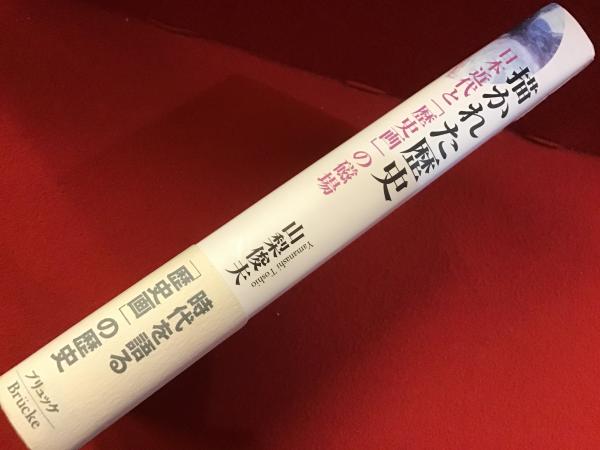 描かれた歴史
日本近代と「歴史画」の磁場
山梨俊夫
Yamanashi Toshio
時代を語る
「歴史画」の歴史
ブリュッケ
Brücke